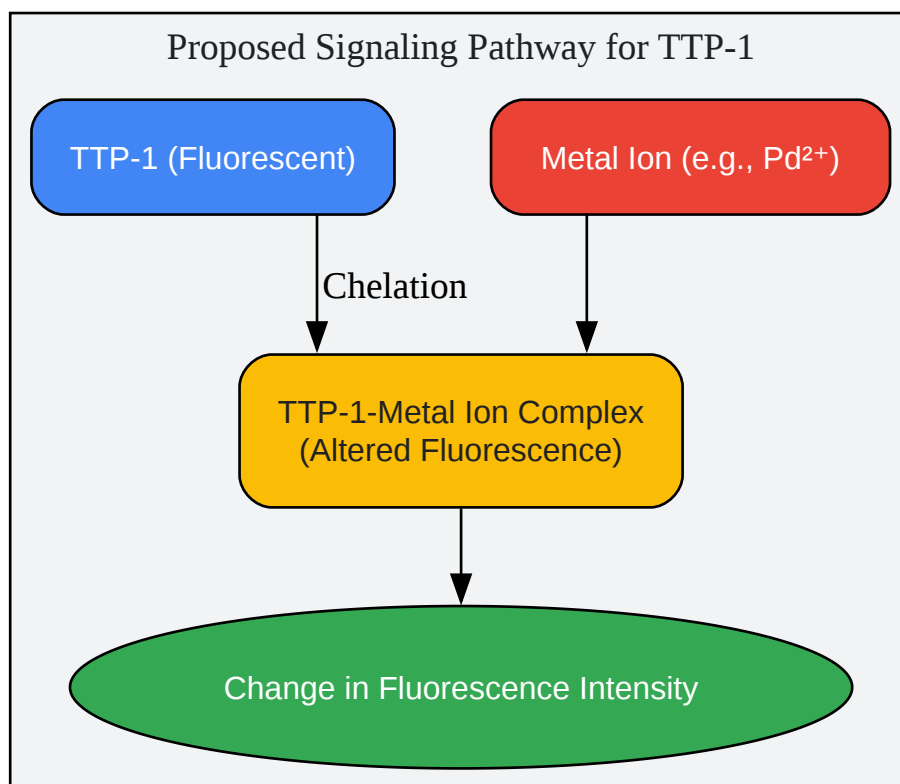 Proposed Signaling Pathway for TTP-1
TTP-1 (Fluorescent)
Metal Ion (e.g., Pd²⁺)
Chelation
TTP-1-Metal Ion Complex
(Altered Fluorescence)
Change in Fluorescence Intensity